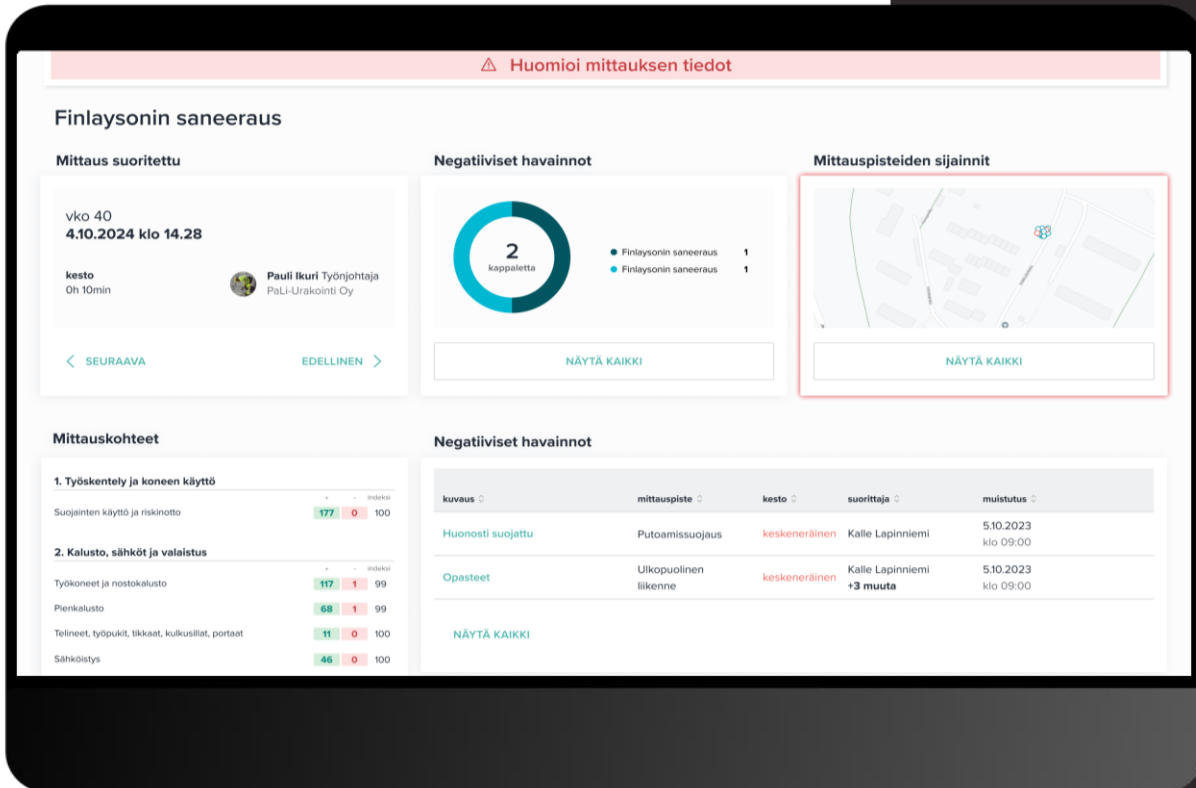 Huomioi mittauksen tiedot
Finlaysonin saneeraus
Mittaus suoritettu
vko 40
4.10.2024 klo 14.28
kesto
0h 10min
Pauli Ikuri Työnjohtaja
PaLi-Urakointi Oy
SEURAAVA
EDELLINEN
Negatiiviset havainnot
2
kappaletta
Finlaysonin saneeraus 1
Finlaysonin saneeraus 1
NÄYTÄ KAIKKI
Mittauspisteiden sijainnit
NÄYTÄ KAIKKI
Mittauskohteet
1. Työskentely ja koneen käyttö
+ - indeksi
Suojainten käyttö ja riskinotto 177 0 100
2. Kalusto, sähköt ja valaistus
+ - indeksi
Työkoneet ja nostokalusto 117 1 99
Pienkalusto 68 1 99
Telineet, työpukit, tikkaat, kulkusillat, portaat 11 0 100
Sähköistys 46 0 100
Negatiiviset havainnot
kuvaus mittauspiste kesto suorittaja muistutus
Huonosti suojattu Putoamissuojaus keskeneräinen Kalle Lapinniemi 5.10.2023
klo 09:00
Opasteet Ulkopuolinen keskeneräinen Kalle Lapinniemi 5.10.2023
liikenne +3 muuta klo 09:00
NÄYTÄ KAIKKI